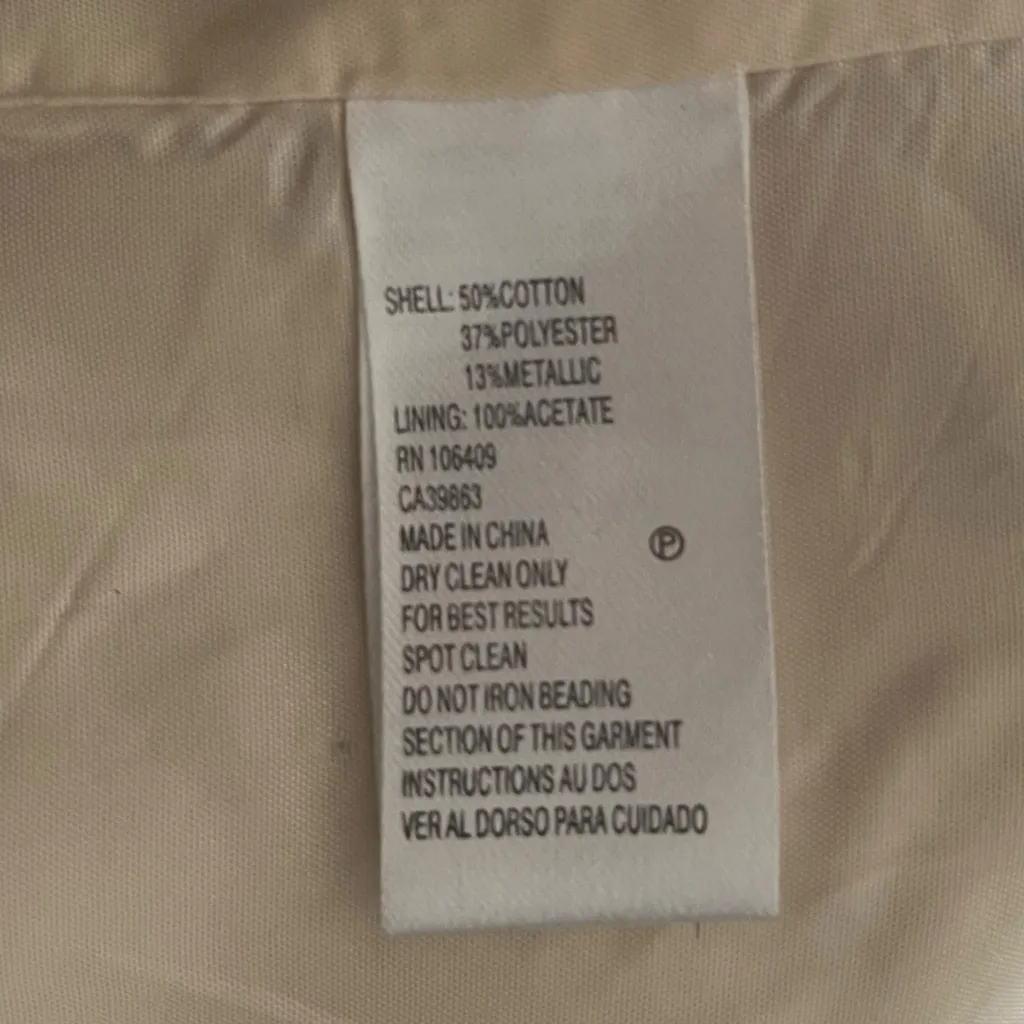 SHELL: 50%COTTON
37%POLYESTER
13%METALLIC
LINING: 100%ACETATE
RN 106409
CA39863
MADE IN CHINA
P
DRY CLEAN ONLY
FOR BEST RESULTS
SPOT CLEAN
DO NOT IRON BEADING
SECTION OF THIS GARMENT
INSTRUCTIONS AU DOS
VER AL DORSO PARA CUIDADO